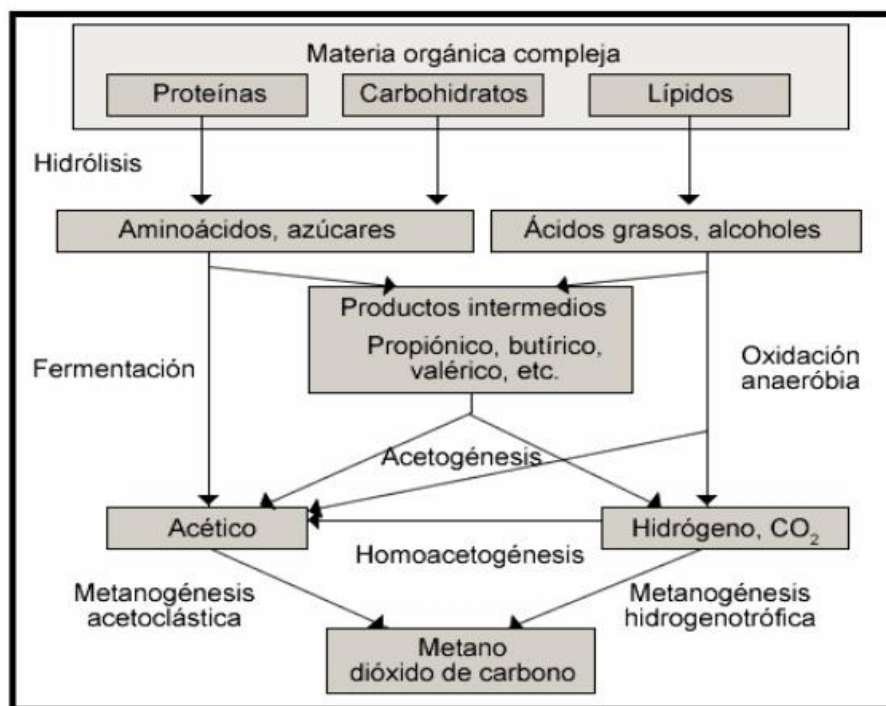 Materia orgánica compleja
Proteínas
Carbohidratos
Lípidos
Hidrólisis
Aminoácidos, azúcares
Ácidos grasos, alcoholes
Productos intermedios
Propiónico, butírico,
valérico, etc.
Fermentación
Oxidación
anaeróbia
Acetogénesis
Acético
Hidrógeno, CO₂
Homoacetogénesis
Metanogénesis
acetoclástica
Metanogénesis
hidrogenotrófica
Metano
dióxido de carbono